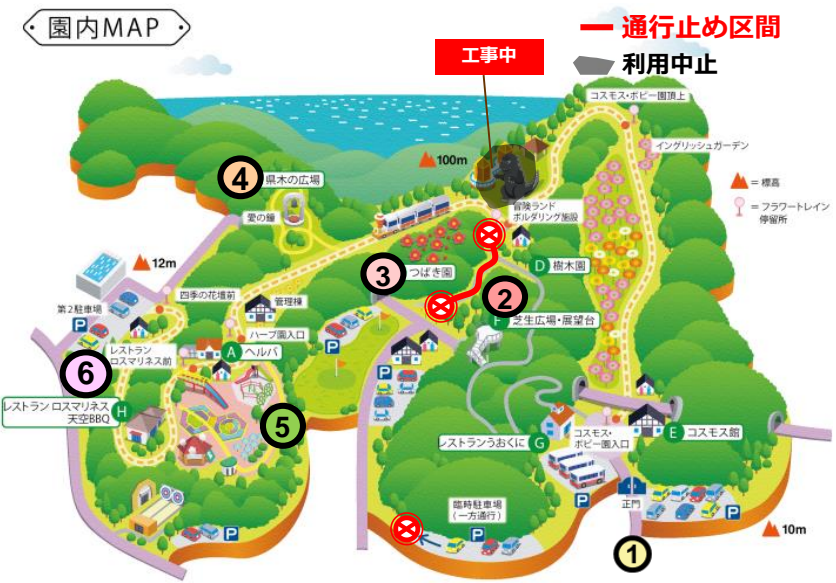 園内MAP
通行止め区間
利用中止
工事中
コスモス・ポピー園頂上
イングリッシュガーデン
100m
= 標高
= フラワートレイン
停留所
4
県木の広場
愛の鐘
冒険ランド
ボルダリング施設
12m
3
つばき園
D
樹木園
2
F
芝生広場・展望台
四季の花壇前
管理棟
第2駐車場
P
ハーブ園入口
P
レストラン
ロスマリネス前
A
ヘルバ
P
6
レストラン ロスマリネス
天空BBQ
H
5
レストランうおくに
G
コスモス・
ポピー園入口
E
コスモス館
臨時駐車場
(一方通行)
P
P
正門
P
P
10m
1